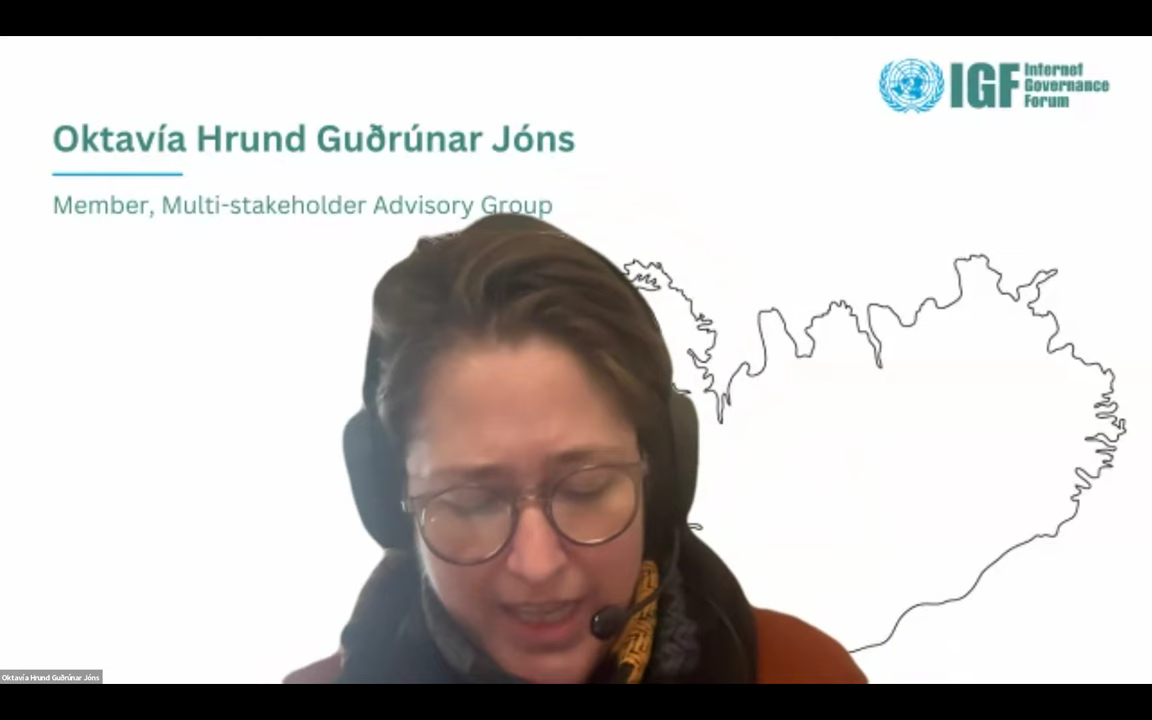 IGF Internet
Governance
Forum
Oktavía Hrund Guðrúnar Jóns
Member, Multi-stakeholder Advisory Group
Oktavía Hrund Guðrúnar Jóns